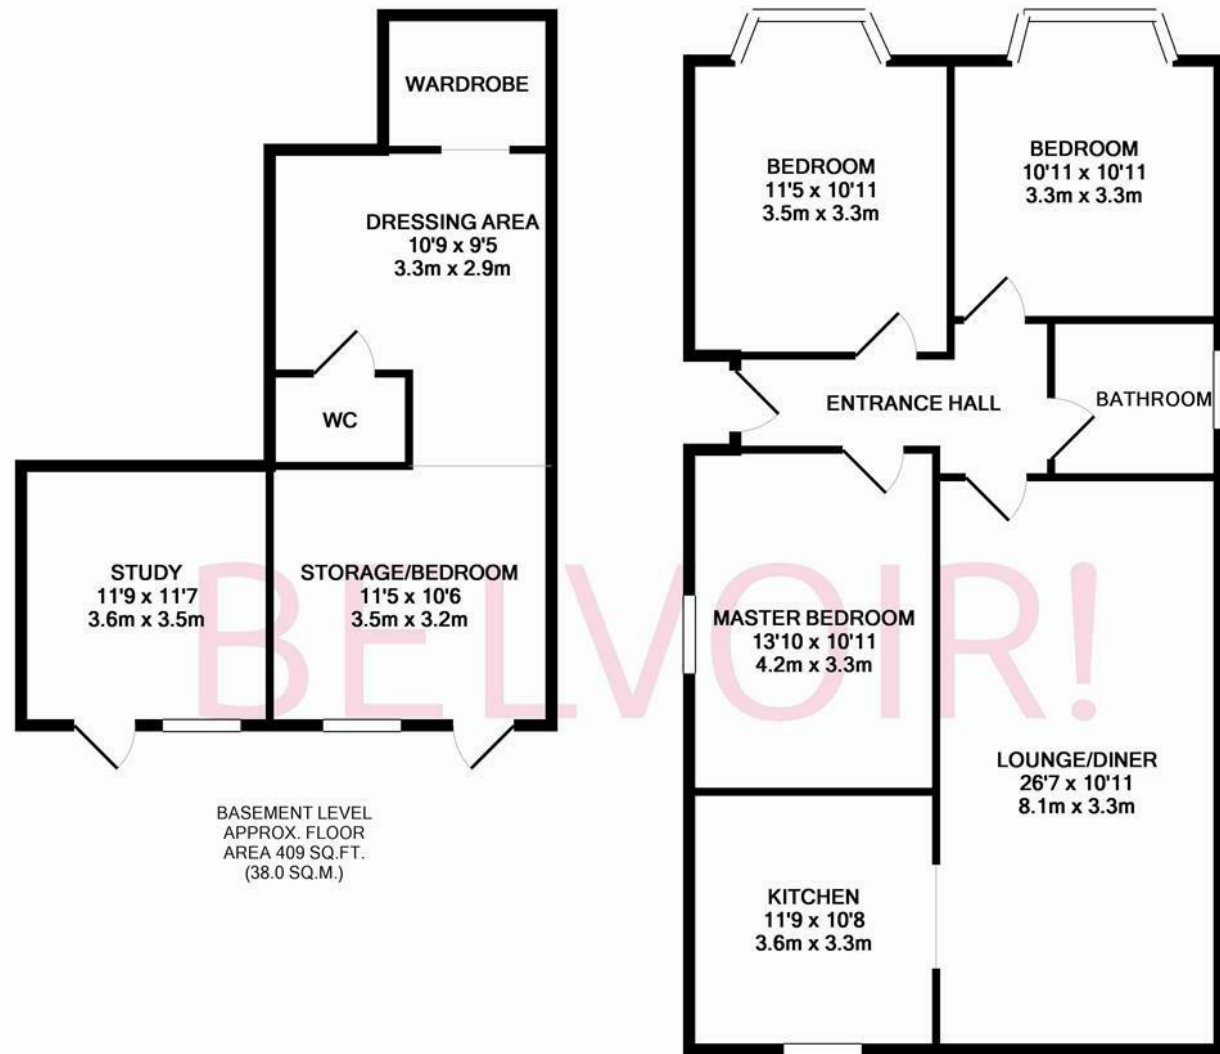 WARDROBE
DRESSING AREA
10'9 x 9'5
3.3m x 2.9m
WC
STUDY
11'9 x 11'7
3.6m x 3.5m
STORAGE/BEDROOM
11'5 x 10'6
3.5m x 3.2m
BASEMENT LEVEL
APPROX. FLOOR
AREA 409 SQ.FT.
(38.0 SQ.M.)
BEDROOM
11'5 x 10'11
3.5m x 3.3m
BEDROOM
10'11 x 10'11
3.3m x 3.3m
ENTRANCE HALL
BATHROOM
MASTER BEDROOM
13'10 x 10'11
4.2m x 3.3m
LOUNGE/DINER
26'7 x 10'11
8.1m x 3.3m
KITCHEN
11'9 x 10'8
3.6m x 3.3m
BELVOIR!